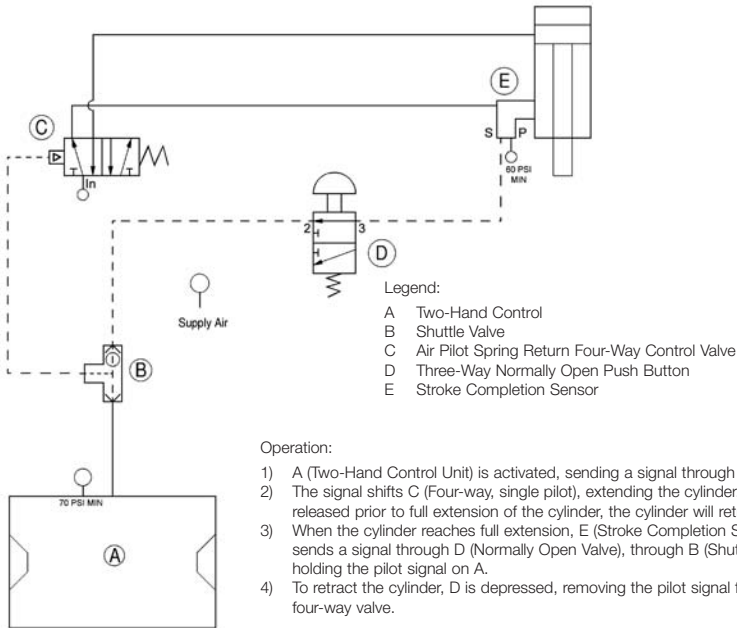 E
C
S P
60 PSI
MIN
In
2 3
D
Supply Air
Legend:
A Two-Hand Control
B Shuttle Valve
C Air Pilot Spring Return Four-Way Control Valve
D Three-Way Normally Open Push Button
E Stroke Completion Sensor
B
Operation:
1) A (Two-Hand Control Unit) is activated, sending a signal through
2) The signal shifts C (Four-way, single pilot), extending the cylinder
released prior to full extension of the cylinder, the cylinder will ret
3) When the cylinder reaches full extension, E (Stroke Completion S
sends a signal through D (Normally Open Valve), through B (Shut
holding the pilot signal on A.
4) To retract the cylinder, D is depressed, removing the pilot signal f
four-way valve.
70 PSI MIN
A